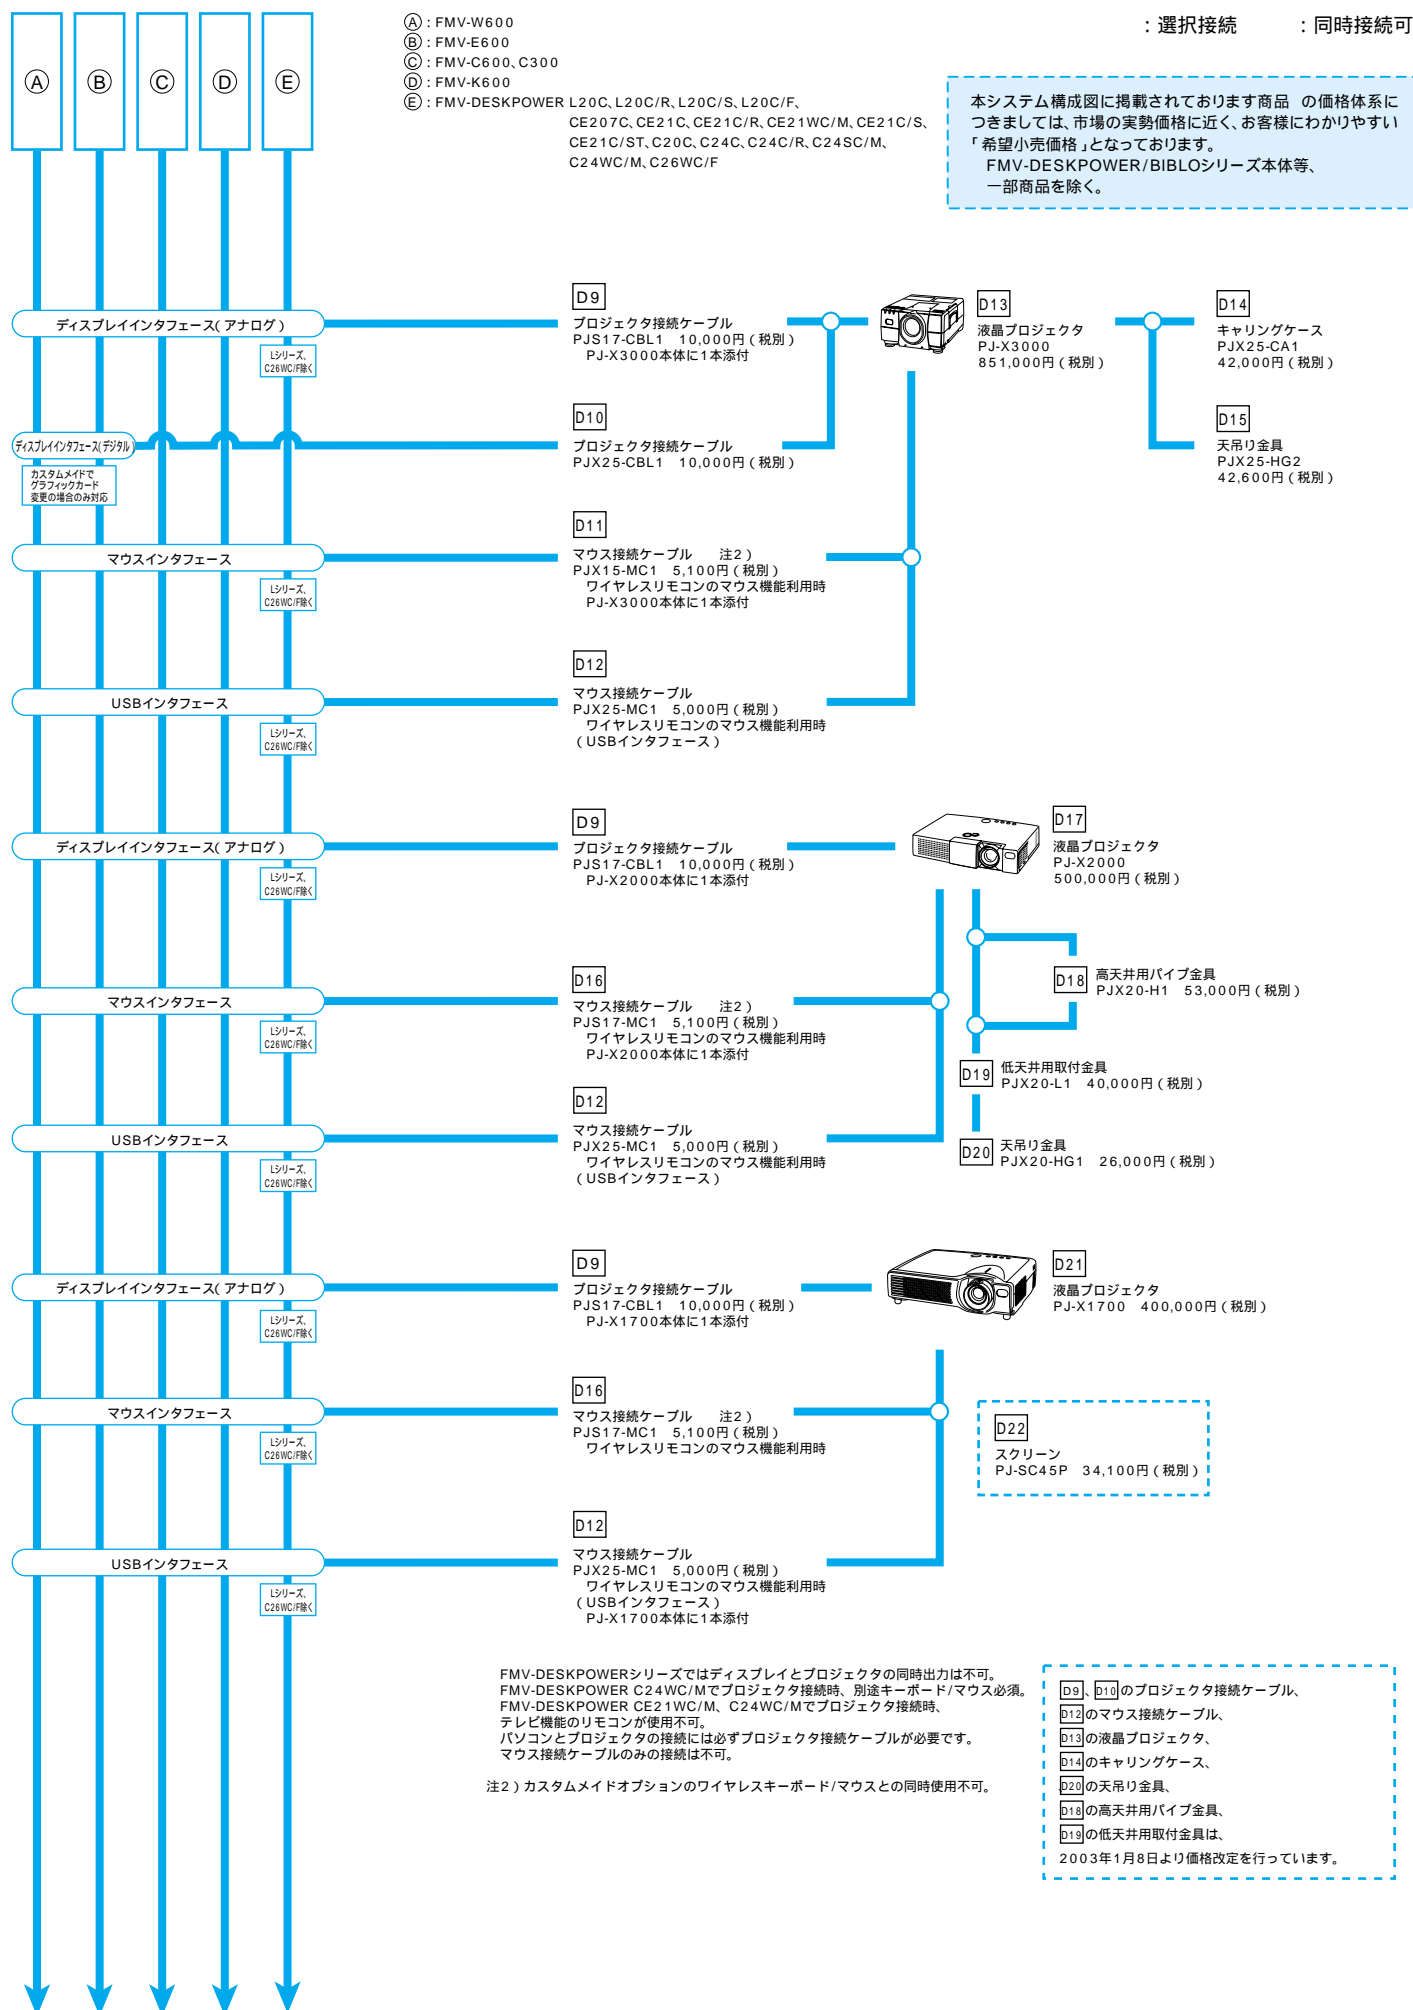 Ⓐ Ⓑ Ⓒ Ⓓ Ⓔ
Ⓐ：FMV-W600
Ⓑ：FMV-E600
Ⓒ：FMV-C600、C300
Ⓓ：FMV-K600
Ⓔ：FMV-DESKPOWER L20C、L20C/R、L20C/S、L20C/F、
CE207C、CE21C、CE21C/R、CE21WC/M、CE21C/S、
CE21C/ST、C20C、C24C、C24C/R、C24SC/M、
C24WC/M、C26WC/F
：選択接続　　：同時接続可
本システム構成図に掲載されております商品　の価格体系に
つきましては、市場の実勢価格に近く、お客様にわかりやすい
「希望小売価格」となっております。
FMV-DESKPOWER/BIBLOシリーズ本体等、
一部商品を除く。
ディスプレイインタフェース(アナログ)
Lシリーズ、
C26WC/F除く
D9
プロジェクタ接続ケーブル
PJS17-CBL1　10,000円(税別)
PJ-X3000本体に1本添付
D13
液晶プロジェクタ
PJ-X3000
851,000円(税別)
D14
キャリングケース
PJX25-CA1
42,000円(税別)
D15
天吊り金具
PJX25-HG2
42,600円(税別)
ディスプレイインタフェース(デジタル)
カスタムメイドで
グラフィックカード
変更の場合のみ対応
D10
プロジェクタ接続ケーブル
PJX25-CBL1　10,000円(税別)
マウスインタフェース
Lシリーズ、
C26WC/F除く
D11
マウス接続ケーブル　注2)
PJX15-MC1　5,100円(税別)
ワイヤレスリモコンのマウス機能利用時
PJ-X3000本体に1本添付
USBインタフェース
Lシリーズ、
C26WC/F除く
D12
マウス接続ケーブル
PJX25-MC1　5,000円(税別)
ワイヤレスリモコンのマウス機能利用時
(USBインタフェース)
ディスプレイインタフェース(アナログ)
Lシリーズ、
C26WC/F除く
D9
プロジェクタ接続ケーブル
PJS17-CBL1　10,000円(税別)
PJ-X2000本体に1本添付
D17
液晶プロジェクタ
PJ-X2000
500,000円(税別)
D18 高天井用パイプ金具
PJX20-H1　53,000円(税別)
D19 低天井用取付金具
PJX20-L1　40,000円(税別)
D20 天吊り金具
PJX20-HG1　26,000円(税別)
マウスインタフェース
Lシリーズ、
C26WC/F除く
D16
マウス接続ケーブル　注2)
PJS17-MC1　5,100円(税別)
ワイヤレスリモコンのマウス機能利用時
PJ-X2000本体に1本添付
USBインタフェース
Lシリーズ、
C26WC/F除く
D12
マウス接続ケーブル
PJX25-MC1　5,000円(税別)
ワイヤレスリモコンのマウス機能利用時
(USBインタフェース)
ディスプレイインタフェース(アナログ)
Lシリーズ、
C26WC/F除く
D9
プロジェクタ接続ケーブル
PJS17-CBL1　10,000円(税別)
PJ-X1700本体に1本添付
D21
液晶プロジェクタ
PJ-X1700　400,000円(税別)
マウスインタフェース
Lシリーズ、
C26WC/F除く
D16
マウス接続ケーブル　注2)
PJS17-MC1　5,100円(税別)
ワイヤレスリモコンのマウス機能利用時
D22
スクリーン
PJ-SC45P　34,100円(税別)
USBインタフェース
Lシリーズ、
C26WC/F除く
D12
マウス接続ケーブル
PJX25-MC1　5,000円(税別)
ワイヤレスリモコンのマウス機能利用時
(USBインタフェース)
PJ-X1700本体に1本添付
FMV-DESKPOWERシリーズではディスプレイとプロジェクタの同時出力は不可。
FMV-DESKPOWER C24WC/Mでプロジェクタ接続時、別途キーボード/マウス必須。
FMV-DESKPOWER CE21WC/M、C24WC/Mでプロジェクタ接続時、
テレビ機能のリモコンが使用不可。
パソコンとプロジェクタの接続には必ずプロジェクタ接続ケーブルが必要です。
マウス接続ケーブルのみの接続は不可。
注2)カスタムメイドオプションのワイヤレスキーボード/マウスとの同時使用不可。
D9、D10のプロジェクタ接続ケーブル、
D12のマウス接続ケーブル、
D13の液晶プロジェクタ、
D14のキャリングケース、
D20の天吊り金具、
D18の高天井用パイプ金具、
D19の低天井用取付金具は、
2003年1月8日より価格改定を行っています。